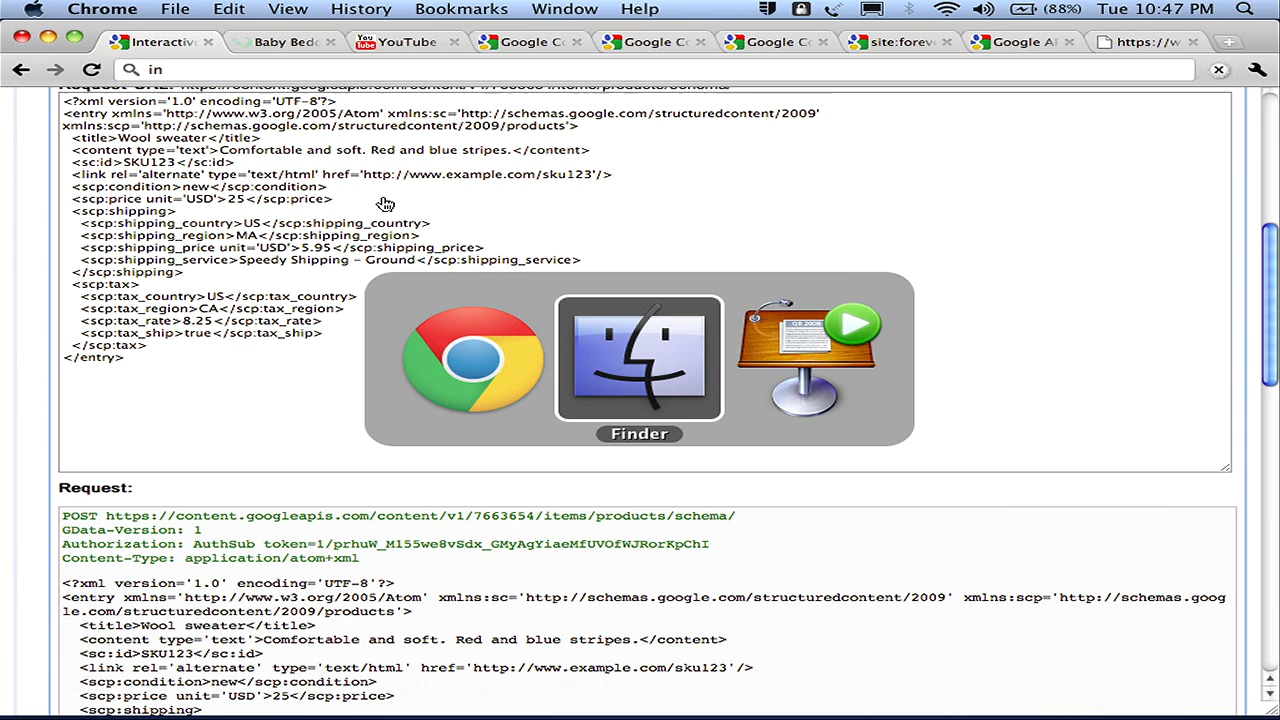 Chrome File Edit View History Bookmarks Window Help (88%) Tue 10:47 PM
Interactiv Baby Bedd YouTube Google Co Google Co Google Co site:forev Google AP https://w
in
<?xml version='1.0' encoding='UTF-8'?>
<entry xmlns='http://www.w3.org/2005/Atom' xmlns:sc='http://schemas.google.com/structuredcontent/2009'
xmlns:scp='http://schemas.google.com/structuredcontent/2009/products'>
<title>Wool sweater</title>
<content type='text'>Comfortable and soft. Red and blue stripes.</content>
<sc:id>SKU123</sc:id>
<link rel='alternate' type='text/html' href='http://www.example.com/sku123'/>
<scp:condition>new</scp:condition>
<scp:price unit='USD'>25</scp:price>
<scp:shipping>
<scp:shipping_country>US</scp:shipping_country>
<scp:shipping_region>MA</scp:shipping_region>
<scp:shipping_price unit='USD'>5.95</scp:shipping_price>
<scp:shipping_service>Speedy Shipping - Ground</scp:shipping_service>
</scp:shipping>
<scp:tax>
<scp:tax_country>US</scp:tax_country>
<scp:tax_region>CA</scp:tax_region>
<scp:tax_rate>8.25</scp:tax_rate>
<scp:tax_ship>true</scp:tax_ship>
</scp:tax>
</entry>
Finder
Request:
POST https://content.googleapis.com/content/v1/7663654/items/products/schema/
GData-Version: 1
Authorization: AuthSub token=1/prhuW_M155we8vSdx_GMyAgYiaeMfUVOfWJRorKpChI
Content-Type: application/atom+xml
<?xml version='1.0' encoding='UTF-8'?>
<entry xmlns='http://www.w3.org/2005/Atom' xmlns:sc='http://schemas.google.com/structuredcontent/2009' xmlns:scp='http://schemas.goog
le.com/structuredcontent/2009/products'>
<title>Wool sweater</title>
<content type='text'>Comfortable and soft. Red and blue stripes.</content>
<sc:id>SKU123</sc:id>
<link rel='alternate' type='text/html' href='http://www.example.com/sku123'/>
<scp:condition>new</scp:condition>
<scp:price unit='USD'>25</scp:price>
<scp:shipping>